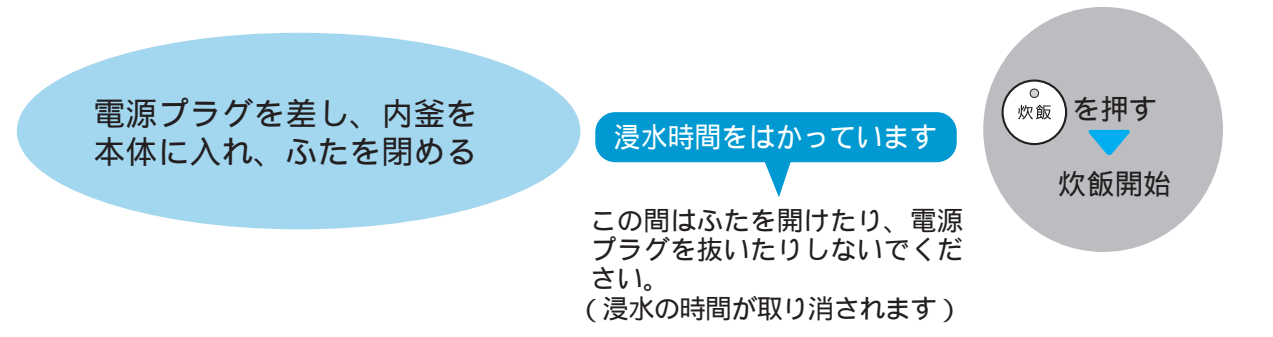 電源プラグを差し、内釜を
本体に入れ、ふたを閉める
浸水時間をはかっています
この間はふたを開けたり、電源
プラグを抜いたりしないでくだ
さい。
(浸水の時間が取り消されます)
炊飯 を押す
炊飯開始